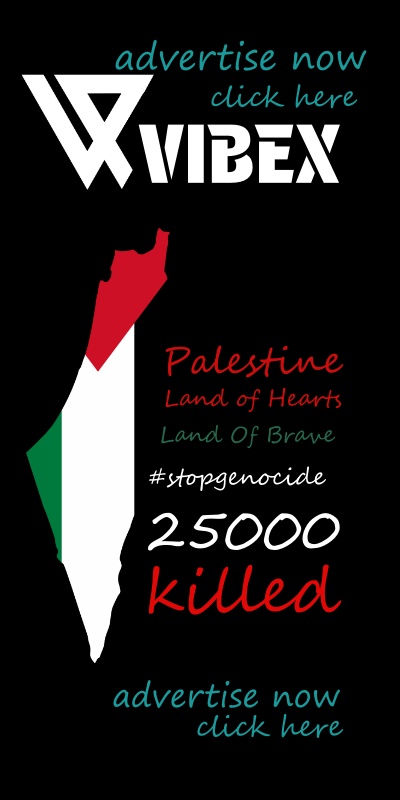 advertise now
click here
VIBEX
Palestine
Land of Hearts
Land Of Brave
#stopgenocide
25000
killed
advertise now
click here